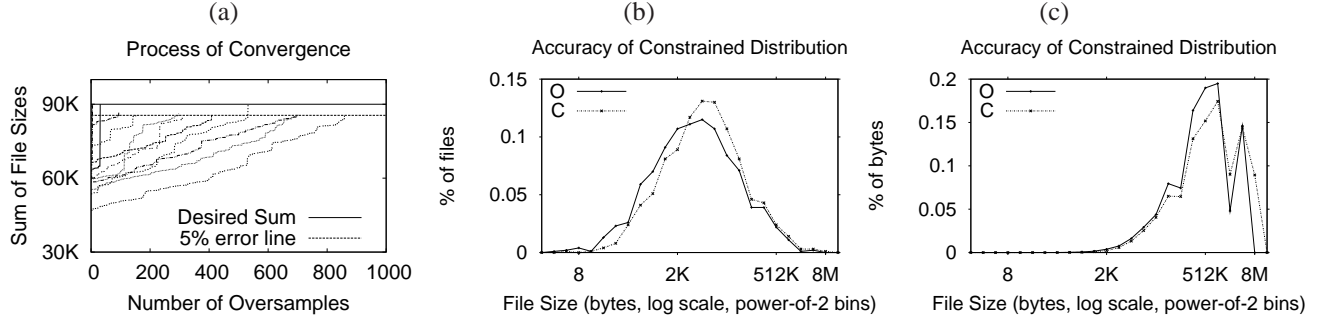 (a)
Process of Convergence
Sum of File Sizes
90K
60K
30K
Desired Sum
5% error line
0 200 400 600 800 1000
Number of Oversamples
(b)
Accuracy of Constrained Distribution
% of files
0.15
0.1
0.05
0
O
C
8 2K 512K 8M
File Size (bytes, log scale, power-of-2 bins)
(c)
Accuracy of Constrained Distribution
% of bytes
0.2
0.15
0.1
0.05
0
O
C
8 2K 512K 8M
File Size (bytes, log scale, power-of-2 bins)